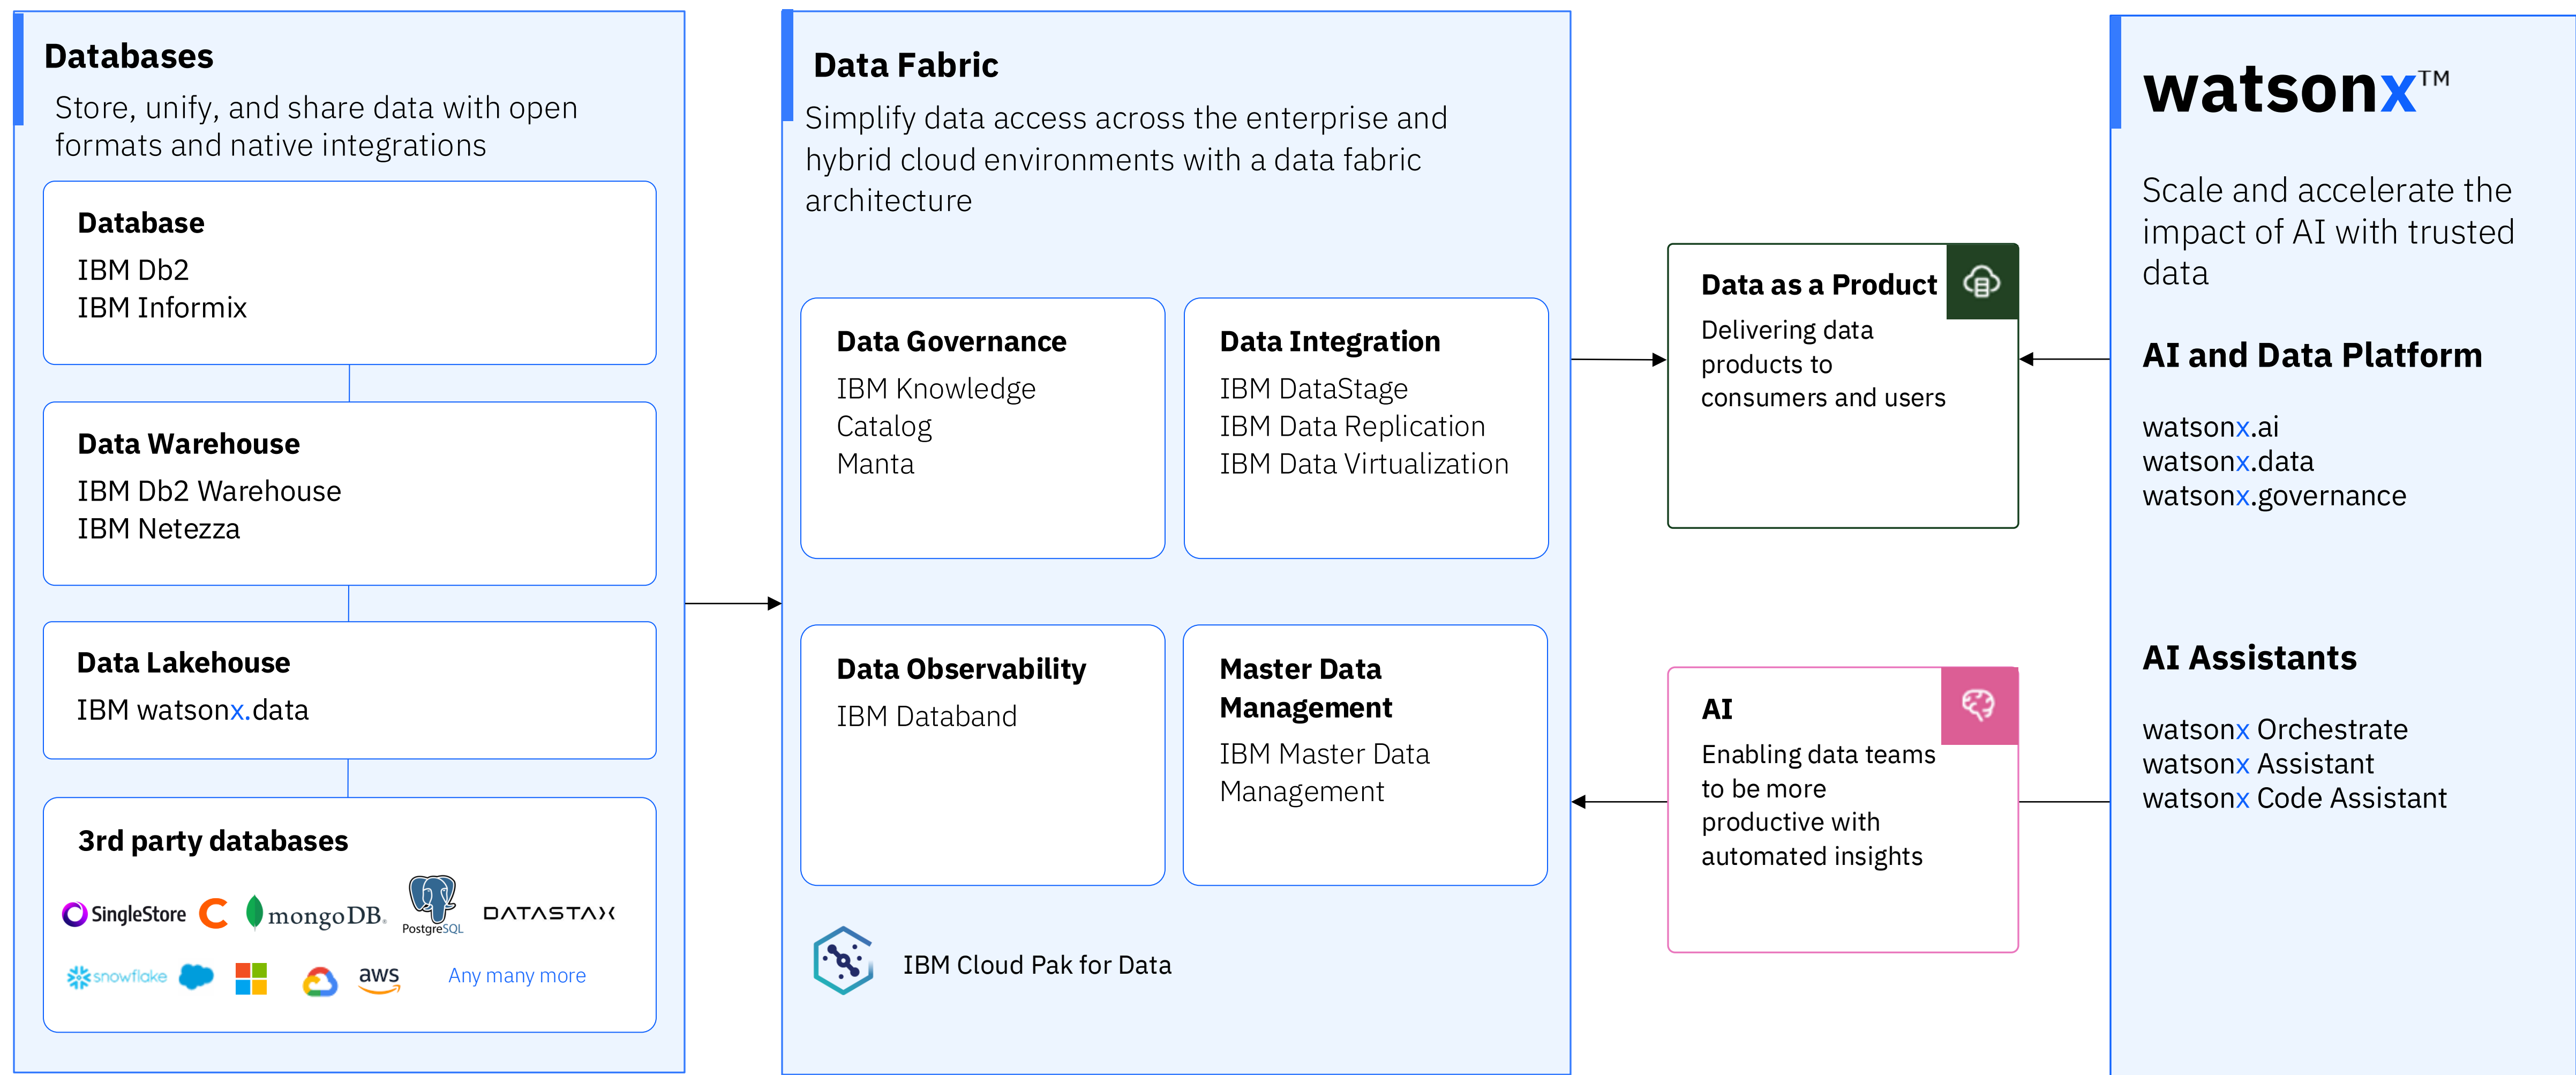 Databases
Store, unify, and share data with open
formats and native integrations
Database
IBM Db2
IBM Informix
Data Warehouse
IBM Db2 Warehouse
IBM Netezza
Data Lakehouse
IBM watsonx.data
3rd party databases
SingleStore
mongoDB®
PostgreSQL
DATASTAX
snowflake
aws
Any many more
Data Fabric
Simplify data access across the enterprise and
hybrid cloud environments with a data fabric
architecture
Data Governance
IBM Knowledge
Catalog
Manta
Data Integration
IBM DataStage
IBM Data Replication
IBM Data Virtualization
Data Observability
IBM Databand
Master Data
Management
IBM Master Data
Management
IBM Cloud Pak for Data
Data as a Product
Delivering data
products to
consumers and users
AI
Enabling data teams
to be more
productive with
automated insights
watsonx™
Scale and accelerate the
impact of AI with trusted
data
AI and Data Platform
watsonx.ai
watsonx.data
watsonx.governance
AI Assistants
watsonx Orchestrate
watsonx Assistant
watsonx Code Assistant